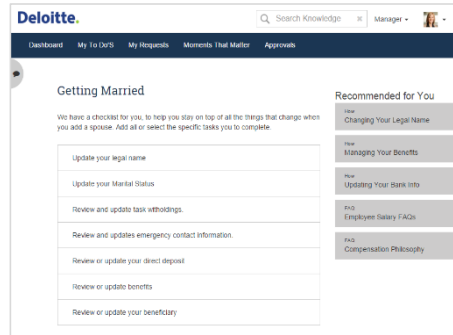 Deloitte.
Search Knowledge
Manager
Dashboard My To Do'S My Requests Moments That Matter Approvals
Getting Married
We have a checklist for you, to help you stay on top of all the things that change when
you add a spouse. Add all or select the specific tasks you to complete.
Update your legal name
Update your Marital Status
Review and update task witholdings.
Review and updates emergency contact information.
Review or update your direct deposit
Review or update benefits
Review or update your beneficiary
Recommended for You
How
Changing Your Legal Name
How
Managing Your Benefits
How
Updating Your Bank Info
FAQ
Employee Salary FAQs
FAQ
Compensation Philosophy